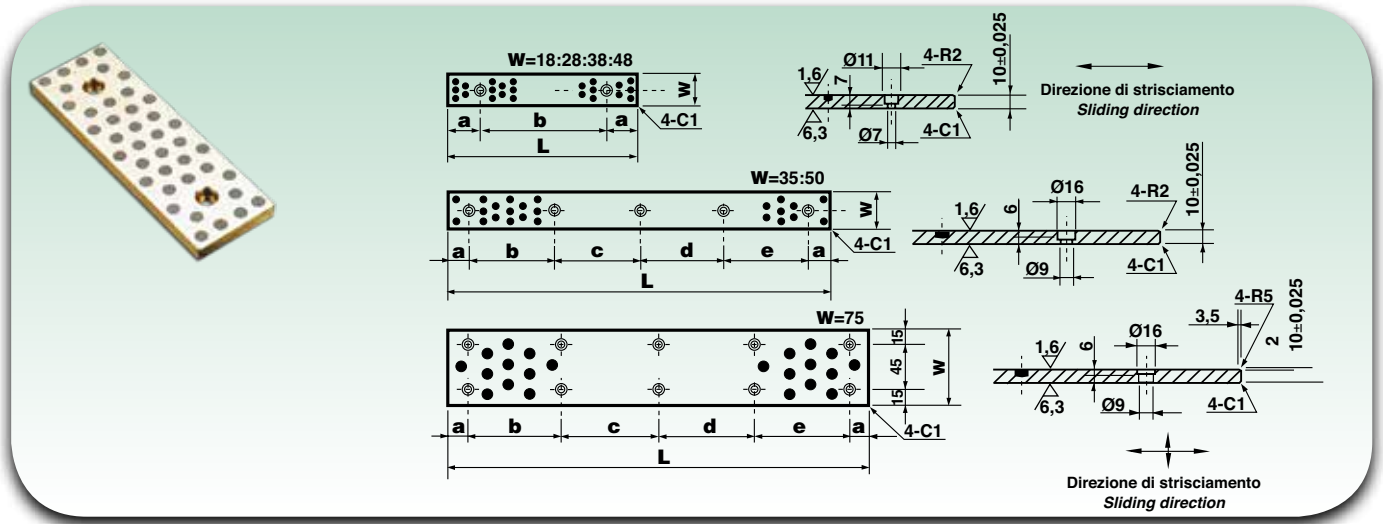 W=18:28:38:48
W
4-C1
a
b
a
L
Ø11
4-R2
1,6
7
10±0,025
6,3
Ø7
4-C1
Direzione di strisciamento
Sliding direction
W=35:50
W
4-C1
a
b
c
d
e
a
L
Ø16
4-R2
1,6
6
10±0,025
6,3
Ø9
4-C1
W=75
15
45
15
W
4-C1
a
b
c
d
e
a
L
4-R5
3,5
Ø16
1,6
6
2
10±0,025
6,3
Ø9
4-C1
Direzione di strisciamento
Sliding direction